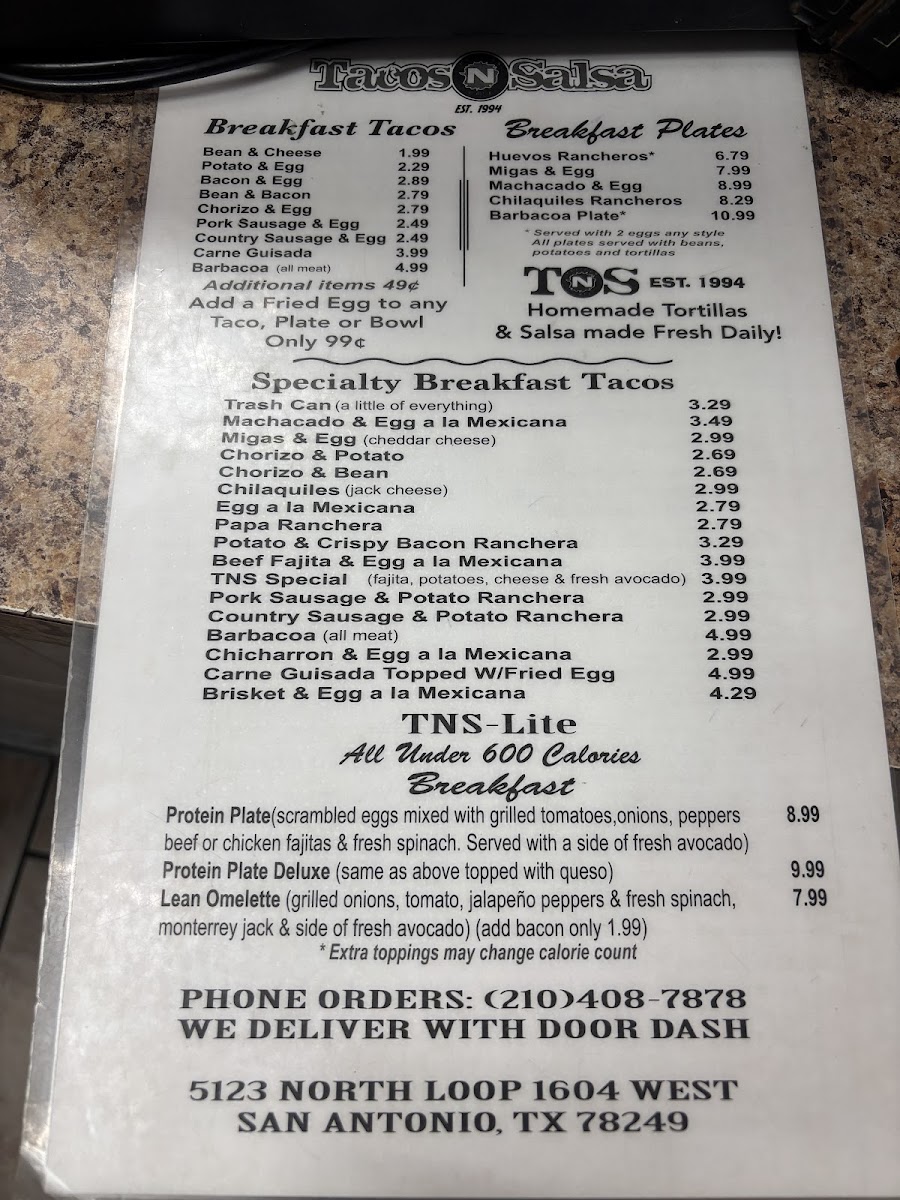 Tacos N Salsa
EST. 1994
Breakfast Tacos
Bean & Cheese 1.99
Potato & Egg 2.29
Bacon & Egg 2.89
Bean & Bacon 2.79
Chorizo & Egg 2.79
Pork Sausage & Egg 2.49
Country Sausage & Egg 2.49
Carne Guisada 3.99
Barbacoa (all meat) 4.99
Additional items 49¢
Add a Fried Egg to any
Taco, Plate or Bowl
Only 99¢
Breakfast Plates
Huevos Rancheros* 6.79
Migas & Egg 7.99
Machacado & Egg 8.99
Chilaquiles Rancheros 8.29
Barbacoa Plate* 10.99
* Served with 2 eggs any style
All plates served with beans,
potatoes and tortillas
TNS EST. 1994
Homemade Tortillas
& Salsa made Fresh Daily!
Specialty Breakfast Tacos
Trash Can (a little of everything) 3.29
Machacado & Egg a la Mexicana 3.49
Migas & Egg (cheddar cheese) 2.99
Chorizo & Potato 2.69
Chorizo & Bean 2.69
Chilaquiles (jack cheese) 2.99
Egg a la Mexicana 2.79
Papa Ranchera 2.79
Potato & Crispy Bacon Ranchera 3.29
Beef Fajita & Egg a la Mexicana 3.99
TNS Special (fajita, potatoes, cheese & fresh avocado) 3.99
Pork Sausage & Potato Ranchera 2.99
Country Sausage & Potato Ranchera 2.99
Barbacoa (all meat) 4.99
Chicharron & Egg a la Mexicana 2.99
Carne Guisada Topped W/Fried Egg 4.99
Brisket & Egg a la Mexicana 4.29
TNS-Lite
All Under 600 Calories
Breakfast
Protein Plate(scrambled eggs mixed with grilled tomatoes,onions, peppers 8.99
beef or chicken fajitas & fresh spinach. Served with a side of fresh avocado)
Protein Plate Deluxe (same as above topped with queso) 9.99
Lean Omelette (grilled onions, tomato, jalapeño peppers & fresh spinach, 7.99
monterrey jack & side of fresh avocado) (add bacon only 1.99)
* Extra toppings may change calorie count
PHONE ORDERS: (210)408-7878
WE DELIVER WITH DOOR DASH
5123 NORTH LOOP 1604 WEST
SAN ANTONIO, TX 78249